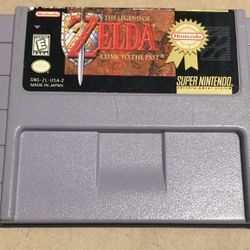 THE LEGEND OF
ZELDA
A LINK TO THE PAST
Nintendo
SUPER NINTENDO
ENTERTAINMENT SYSTEM
E
SNS-ZL-USA-2
MADE IN JAPAN